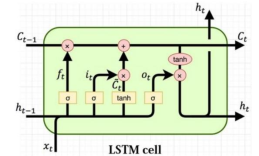 h_t
C_{t-1} × + C_t
tanh
f_t i_t × o_t ×
C̃_t
σ σ tanh σ
h_{t-1} h_t
x_t
LSTM cell